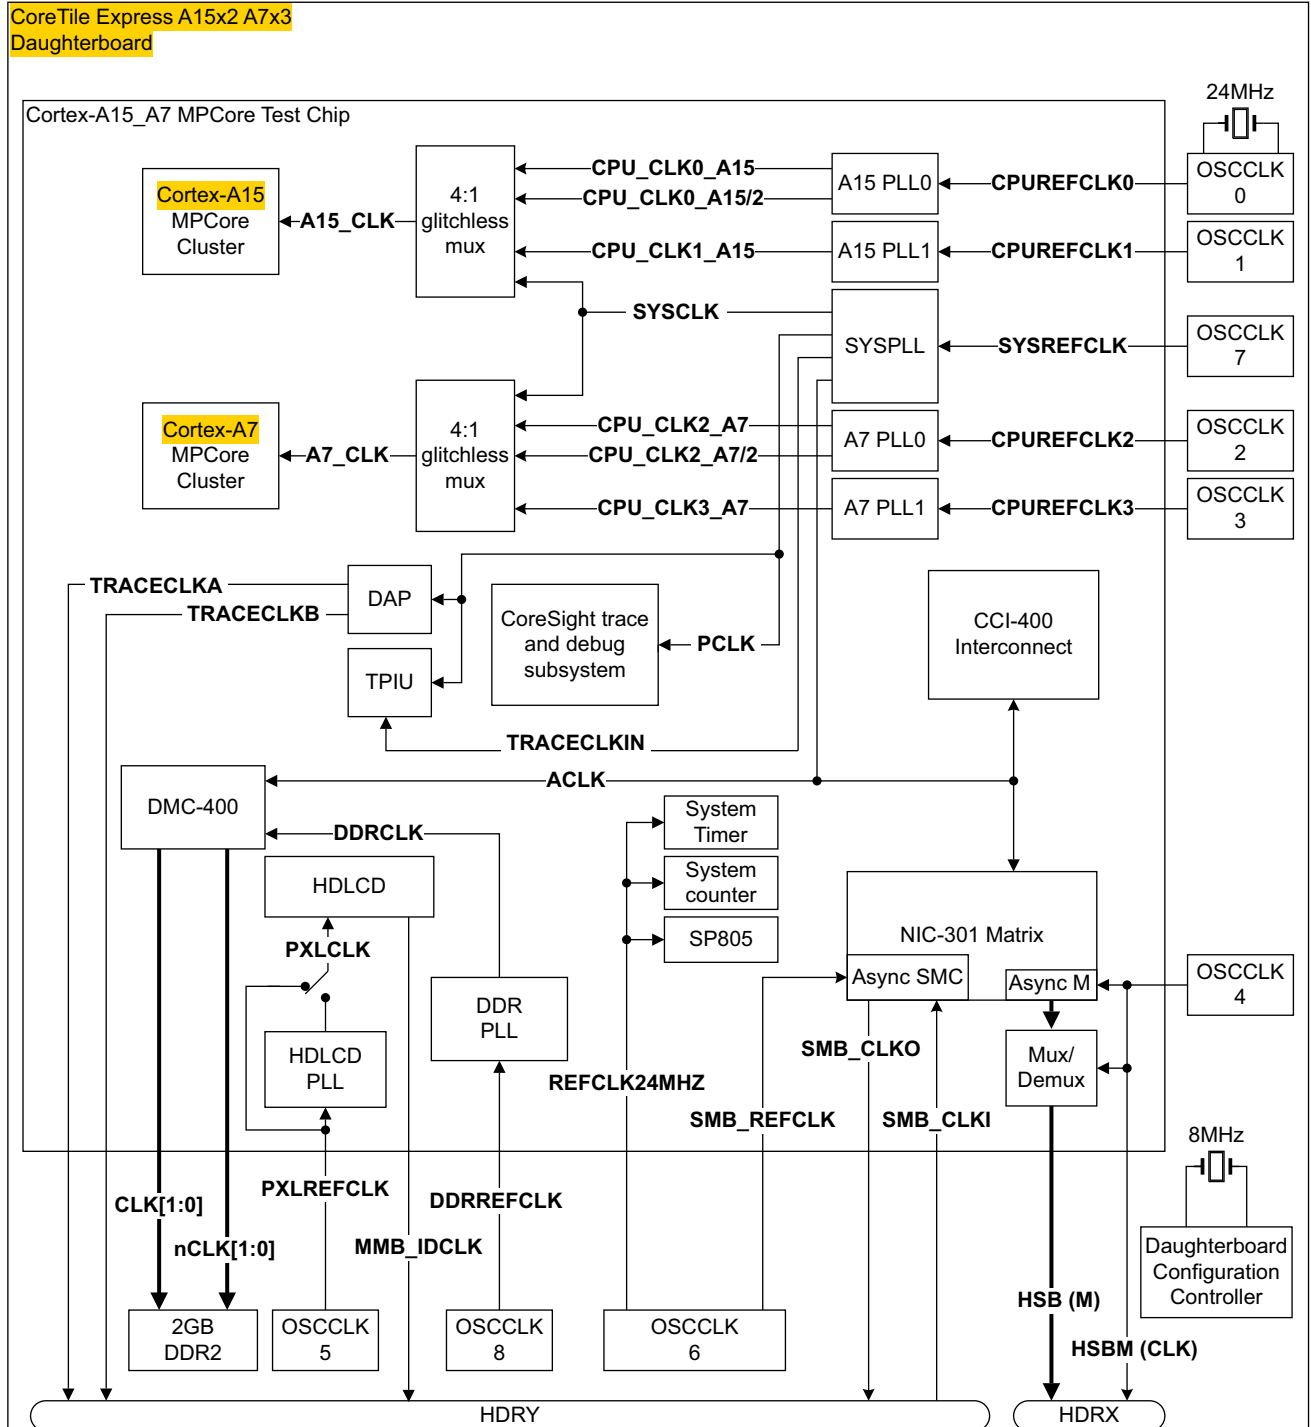 CoreTile Express A15x2 A7x3
Daughterboard
Cortex-A15_A7 MPCore Test Chip
24MHz
Cortex-A15
MPCore
Cluster
A15_CLK
4:1
glitchless
mux
CPU_CLK0_A15
CPU_CLK0_A15/2
CPU_CLK1_A15
A15 PLL0
A15 PLL1
CPUREFCLK0
CPUREFCLK1
OSCCLK
0
OSCCLK
1
SYSCLK
SYSPLL
SYSREFCLK
OSCCLK
7
Cortex-A7
MPCore
Cluster
A7_CLK
4:1
glitchless
mux
CPU_CLK2_A7
CPU_CLK2_A7/2
CPU_CLK3_A7
A7 PLL0
A7 PLL1
CPUREFCLK2
CPUREFCLK3
OSCCLK
2
OSCCLK
3
TRACECLKA
TRACECLKB
DAP
TPIU
CoreSight trace
and debug
subsystem
PCLK
CCI-400
Interconnect
TRACECLKIN
ACLK
DMC-400
DDRCLK
System
Timer
System
counter
SP805
HDLCD
PXLCLK
HDLCD
PLL
DDR
PLL
NIC-301 Matrix
Async SMC
Async M
OSCCLK
4
SMB_CLKO
Mux/
Demux
REFCLK24MHZ
SMB_REFCLK
SMB_CLKI
8MHz
CLK[1:0]
PXLREFCLK
DDRREFCLK
nCLK[1:0]
MMB_IDCLK
Daughterboard
Configuration
Controller
HSB (M)
HSBM (CLK)
2GB
DDR2
OSCCLK
5
OSCCLK
8
OSCCLK
6
HDRY
HDRX